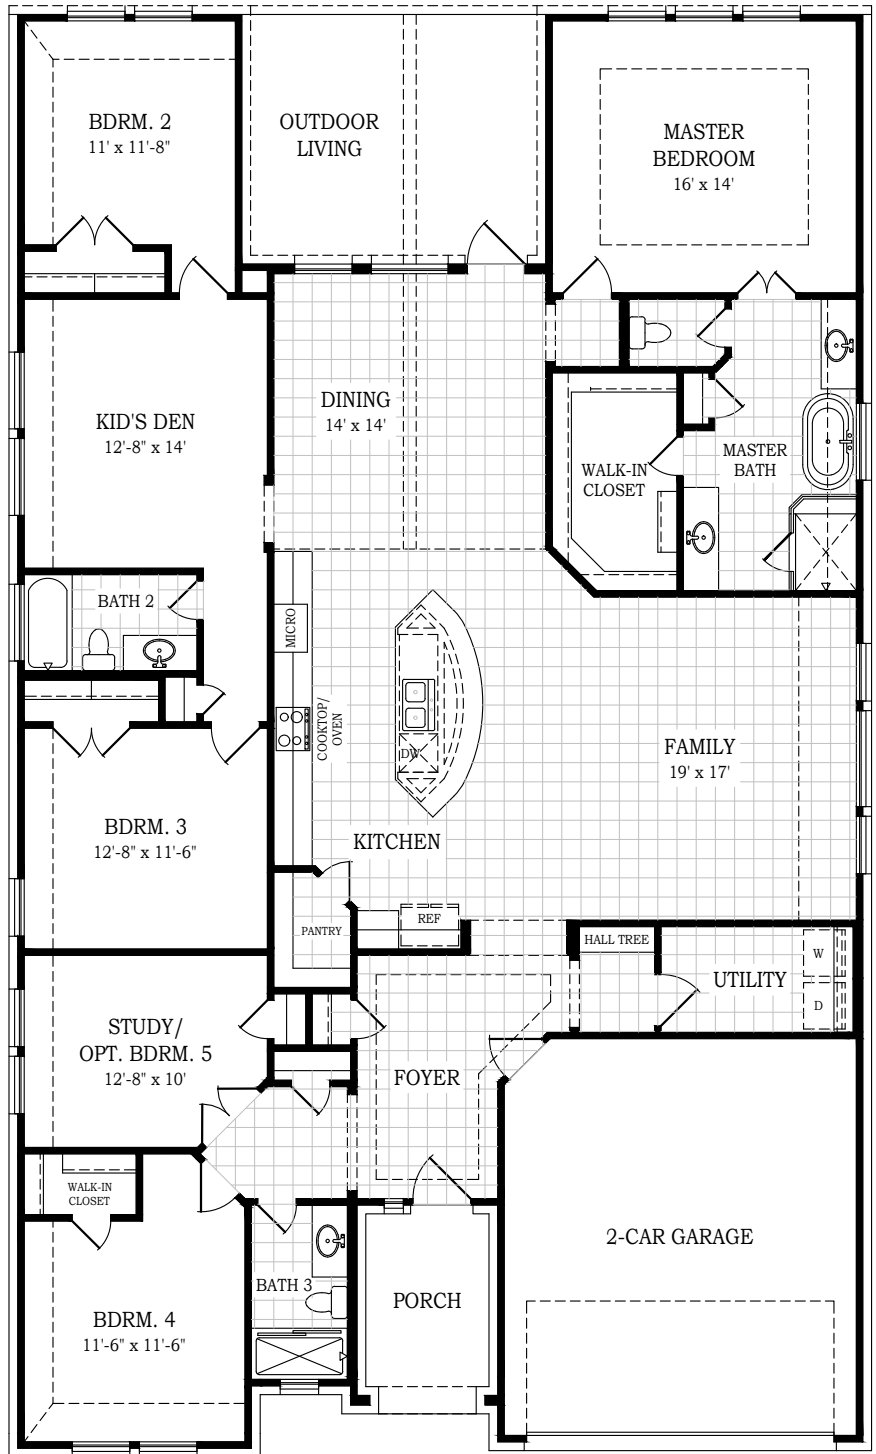 BDRM. 2
11' x 11'-8"
OUTDOOR
LIVING
MASTER
BEDROOM
16' x 14'
KID'S DEN
12'-8" x 14'
DINING
14' x 14'
WALK-IN
CLOSET
MASTER
BATH
BATH 2
MICRO
COOKTOP/
OVEN
DW
FAMILY
19' x 17'
BDRM. 3
12'-8" x 11'-6"
KITCHEN
PANTRY
REF
HALL TREE
UTILITY
W
D
STUDY/
OPT. BDRM. 5
12'-8" x 10'
FOYER
WALK-IN
CLOSET
2-CAR GARAGE
BATH 3
PORCH
BDRM. 4
11'-6" x 11'-6"